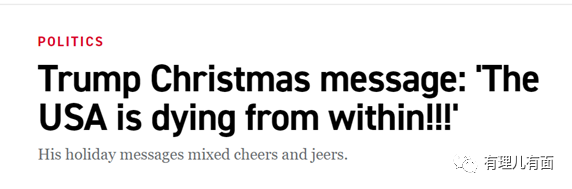 POLITICS
Trump Christmas message: 'The
USA is dying from within!!!'
His holiday messages mixed cheers and jeers.
有理儿有面